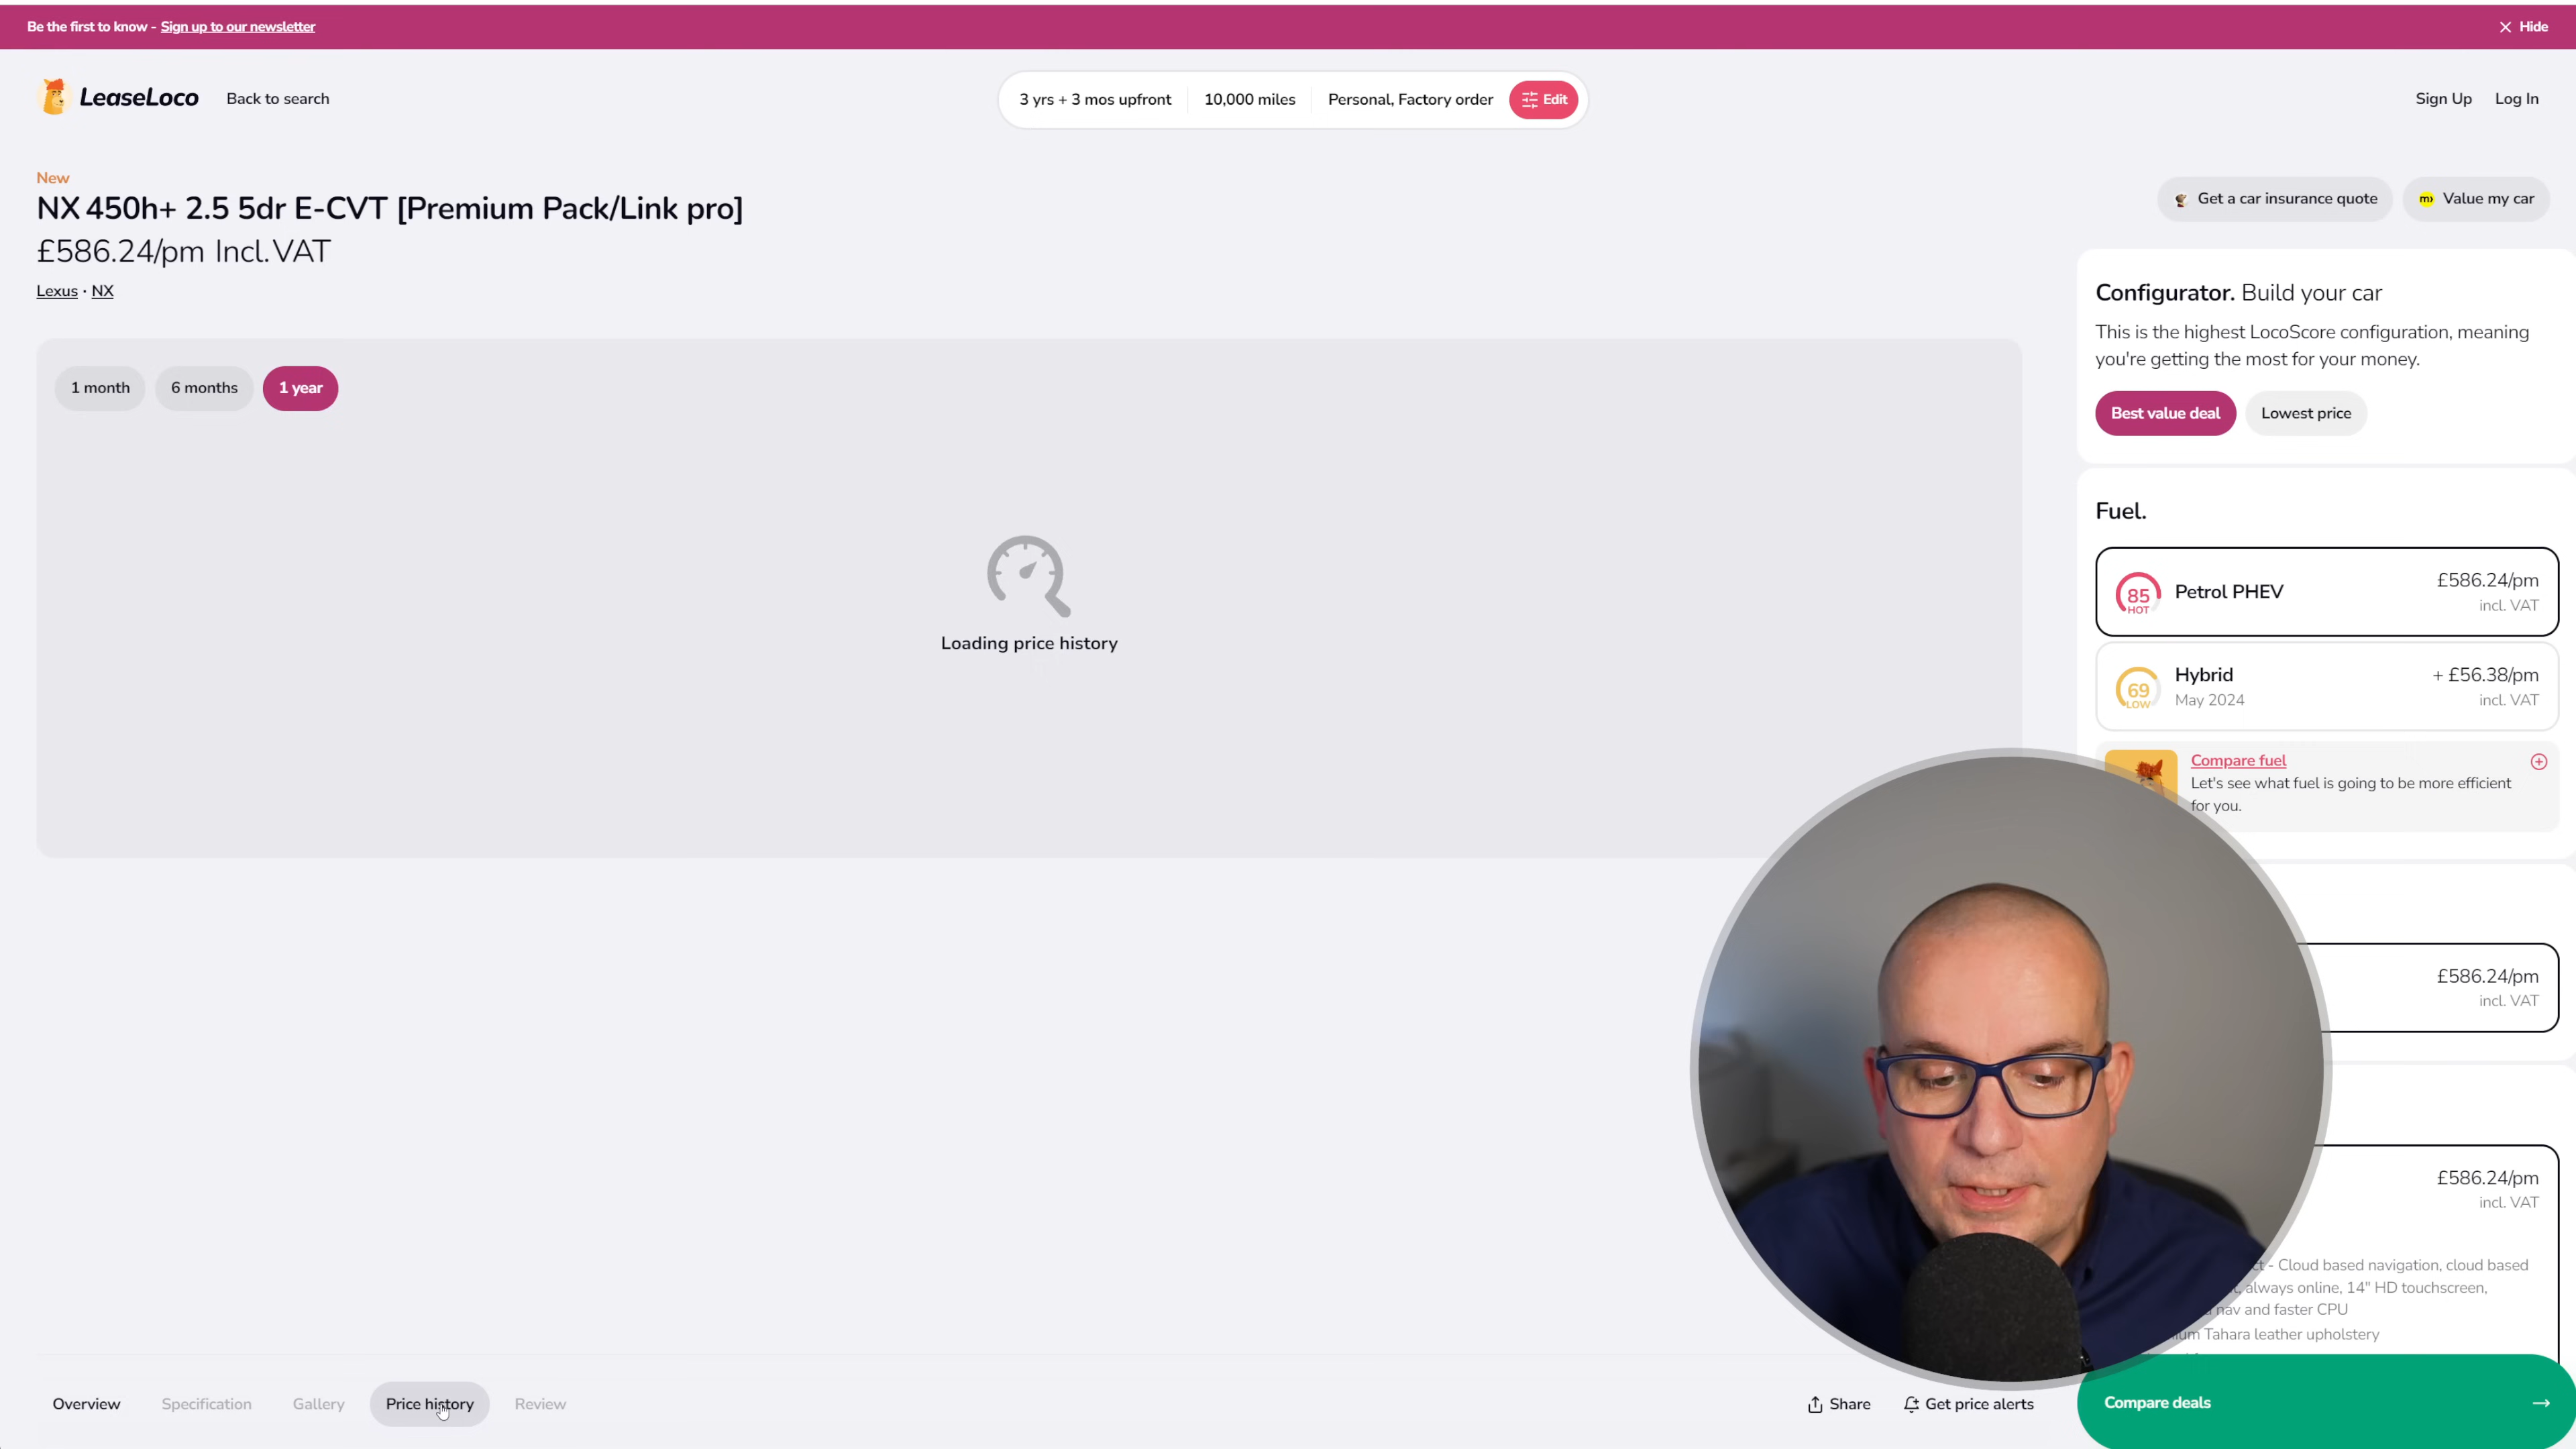 Be the first to know - Sign up to our newsletter
Hide
LeaseLoco
Back to search
3 yrs + 3 mos upfront
10,000 miles
Personal, Factory order
Edit
Sign Up
Log In
New
NX 450h+ 2.5 5dr E-CVT [Premium Pack/Link pro]
£586.24/pm Incl.VAT
Lexus · NX
Get a car insurance quote
Value my car
1 month
6 months
1 year
Loading price history
Configurator. Build your car
This is the highest LocoScore configuration, meaning
you're getting the most for your money.
Best value deal
Lowest price
Fuel.
85
HOT
Petrol PHEV
£586.24/pm
incl. VAT
69
LOW
Hybrid
May 2024
+ £56.38/pm
incl. VAT
Compare fuel
Let's see what fuel is going to be more efficient
for you.
£586.24/pm
incl. VAT
£586.24/pm
incl. VAT
- Cloud based navigation, cloud based
always online, 14" HD touchscreen,
nav and faster CPU
Tahara leather upholstery
Overview
Specification
Gallery
Price history
Review
Share
Get price alerts
Compare deals